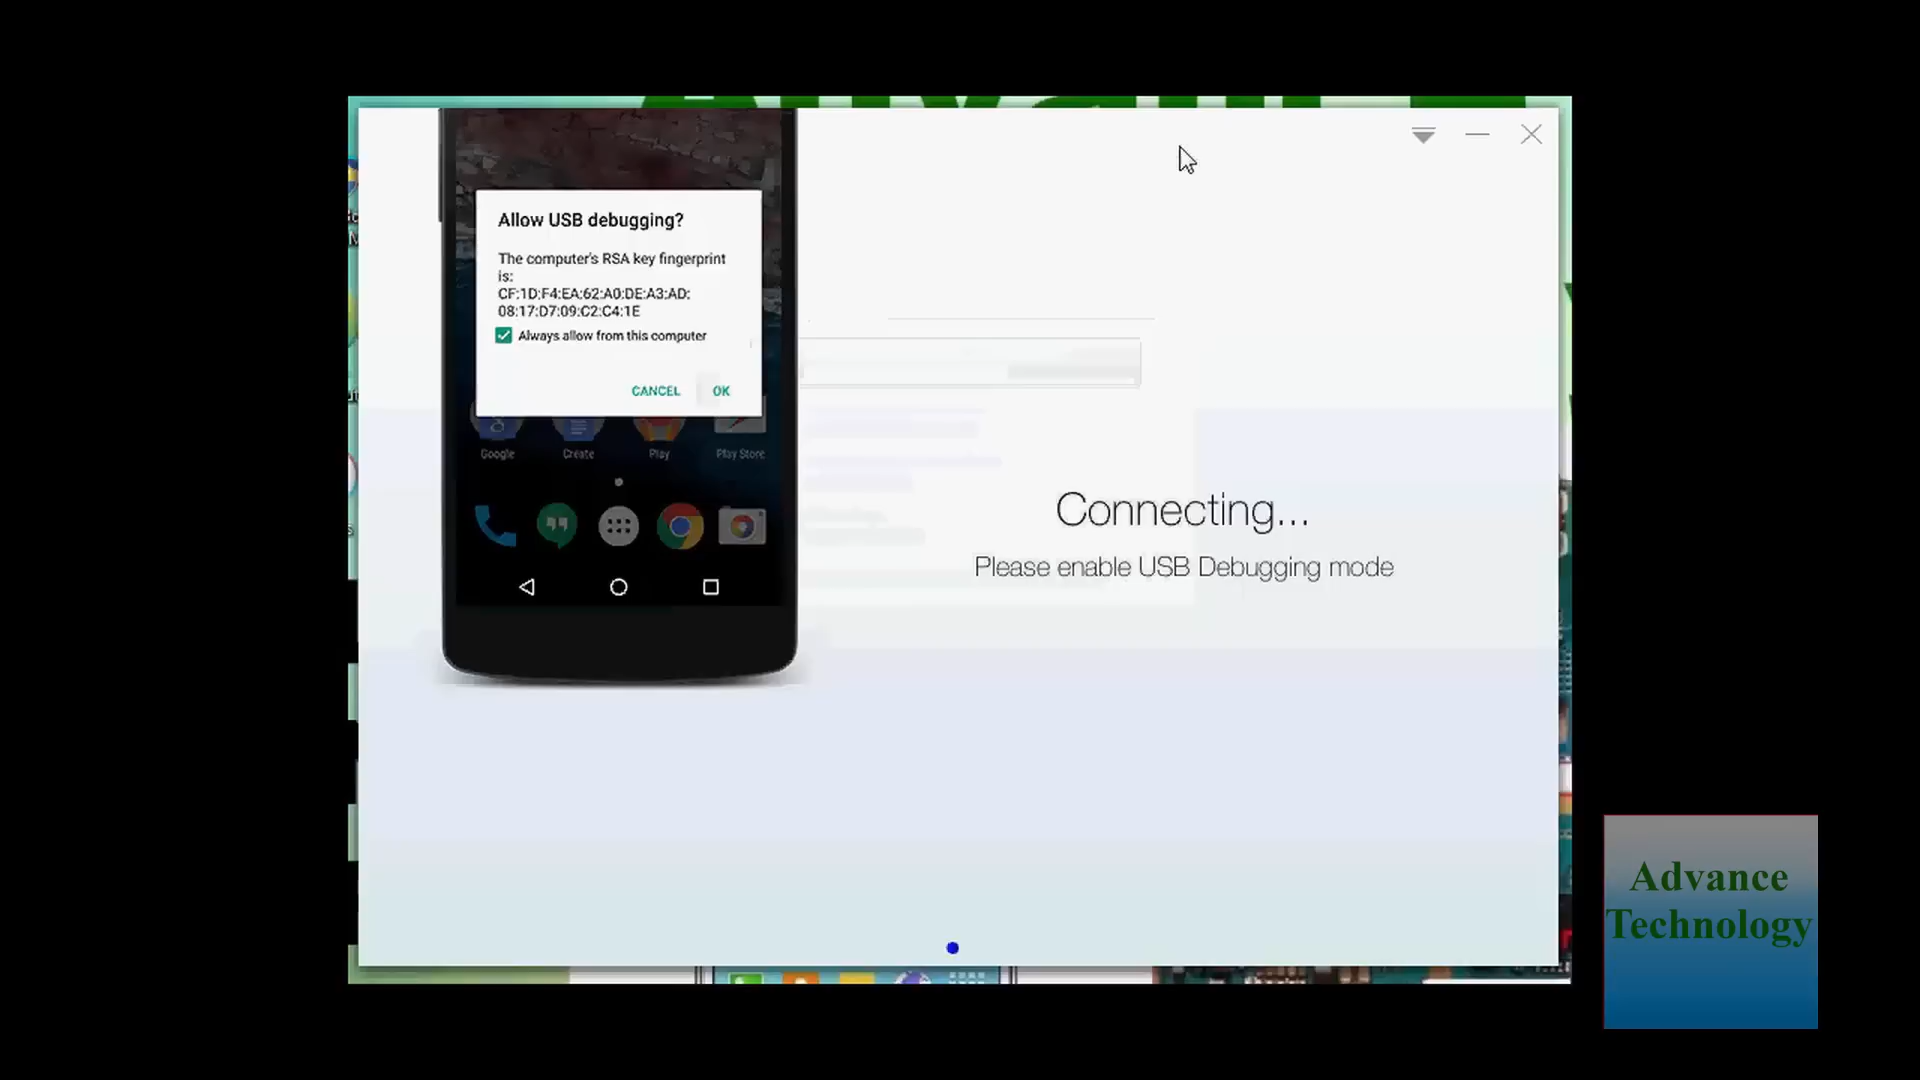 Allow USB debugging?
The computer's RSA key fingerprint
is:
CF:1D:F4:EA:62:A0:DE:A3:AD:
08:17:D7:09:C2:C4:1E
Always allow from this computer
CANCEL OK
Google Create Play Play Store
Connecting...
Please enable USB Debugging mode
Advance
Technology